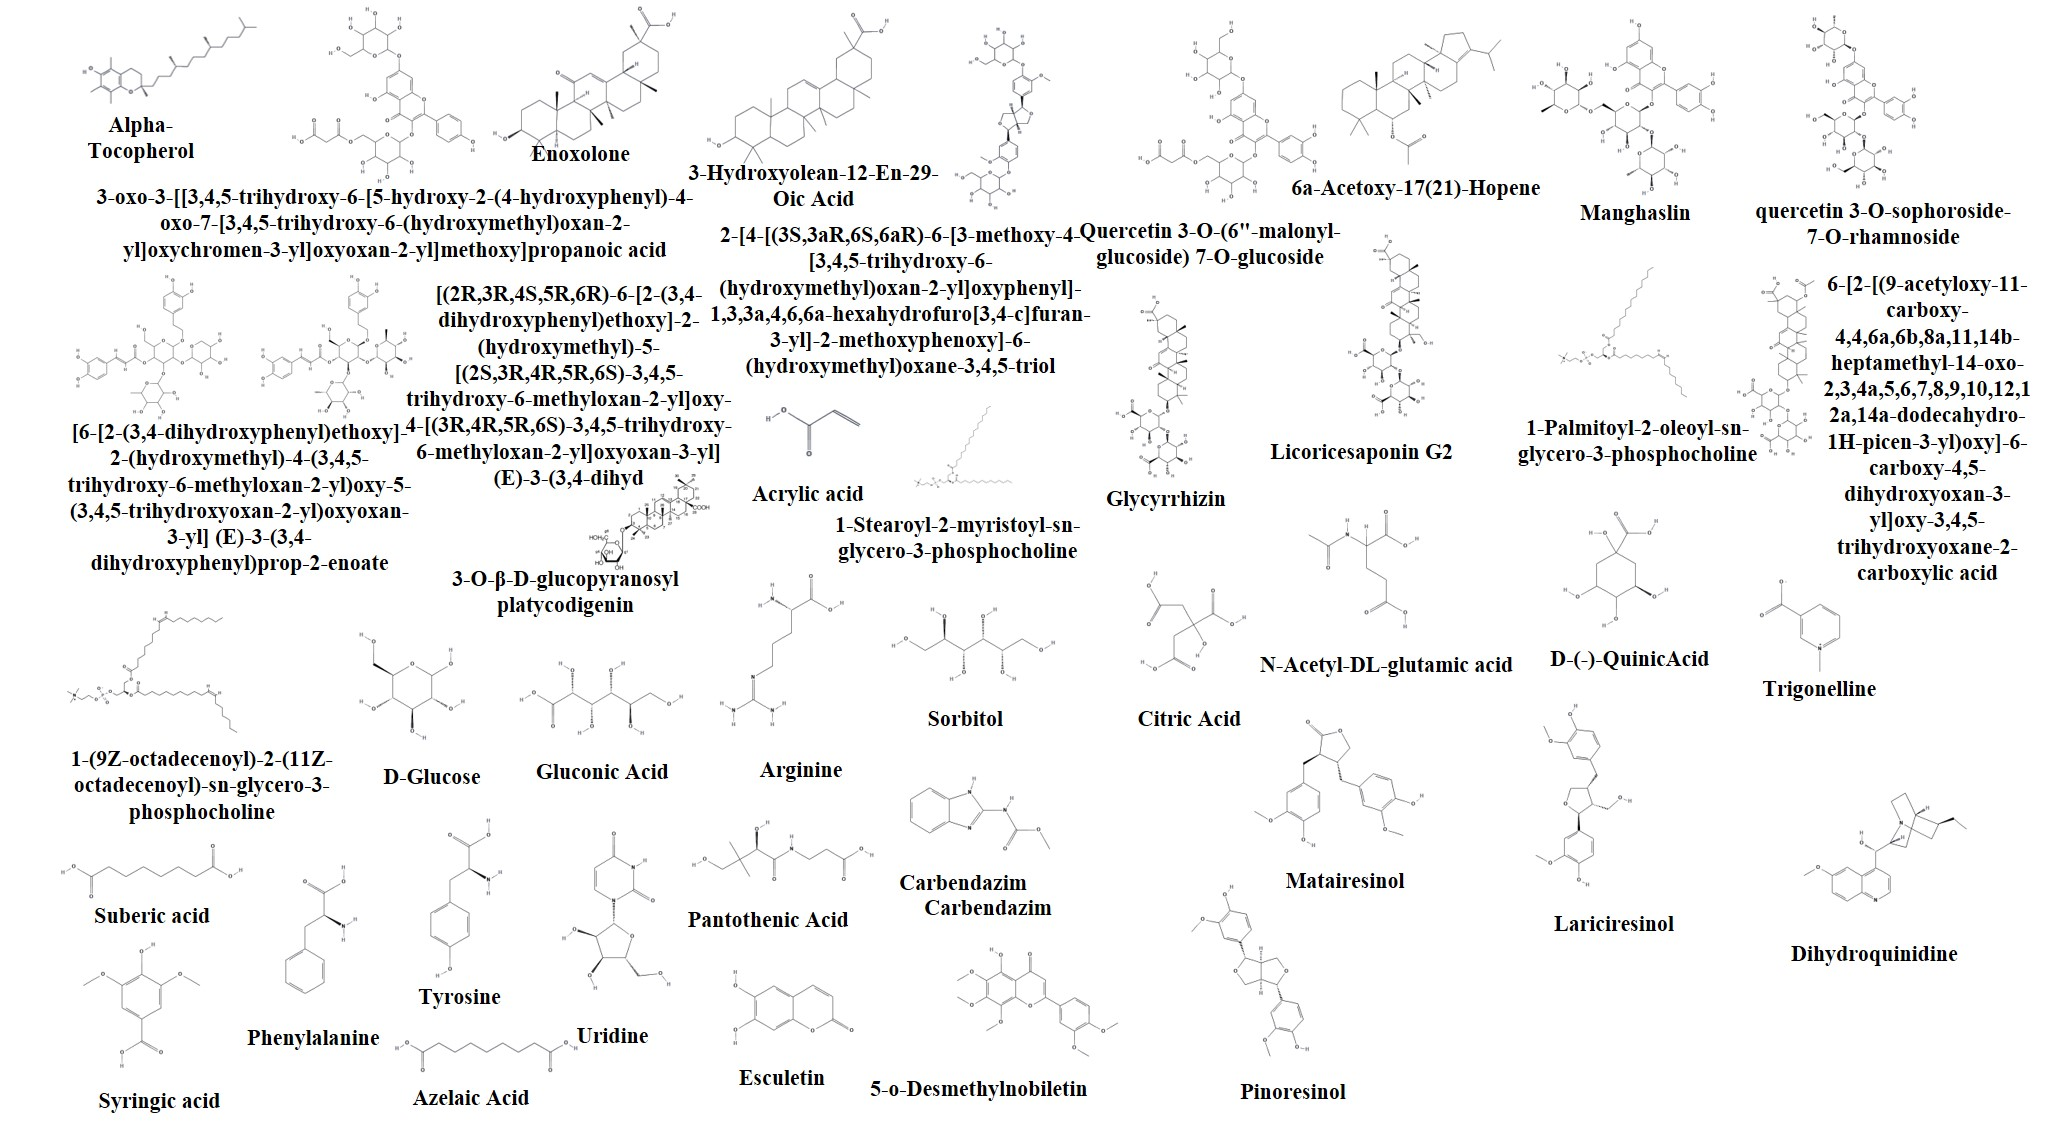 Alpha-
Tocopherol
3-oxo-3-[[3,4,5-trihydroxy-6-[5-hydroxy-2-(4-hydroxyphenyl)-4-
oxo-7-[3,4,5-trihydroxy-6-(hydroxymethyl)oxan-2-
yl]oxychromen-3-yl]oxyoxan-2-yl]methoxy]propanoic acid
Enoxolone
3-Hydroxyolean-12-En-29-
Oic Acid
2-[4-[(3S,3aR,6S,6aR)-6-[3-methoxy-4-
[3,4,5-trihydroxy-6-
(hydroxymethyl)oxan-2-yl]oxyphenyl]-
1,3,3a,4,6,6a-hexahydrofuro[3,4-c]furan-
3-yl]-2-methoxyphenoxy]-6-
(hydroxymethyl)oxane-3,4,5-triol
Quercetin 3-O-(6"-malonyl-
glucoside) 7-O-glucoside
6a-Acetoxy-17(21)-Hopene
Manghaslin
quercetin 3-O-sophoroside-
7-O-rhamnoside
[6-[2-(3,4-dihydroxyphenyl)ethoxy]-
2-(hydroxymethyl)-4-(3,4,5-
trihydroxy-6-methyloxan-2-yl)oxy-5-
(3,4,5-trihydroxyoxan-2-yl)oxyoxan-
3-yl] (E)-3-(3,4-
dihydroxyphenyl)prop-2-enoate
[(2R,3R,4S,5R,6R)-6-[2-(3,4-
dihydroxyphenyl)ethoxy]-2-
(hydroxymethyl)-5-
[(2S,3R,4R,5R,6S)-3,4,5-
trihydroxy-6-methyloxan-2-yl]oxy-
4-[(3R,4R,5R,6S)-3,4,5-trihydroxy-
6-methyloxan-2-yl]oxyoxan-3-yl]
(E)-3-(3,4-dihyd
3-O-β-D-glucopyranosyl
platycodigenin
Acrylic acid
1-Stearoyl-2-myristoyl-sn-
glycero-3-phosphocholine
Glycyrrhizin
Licoricesaponin G2
1-Palmitoyl-2-oleoyl-sn-
glycero-3-phosphocholine
6-[2-[(9-acetyloxy-11-
carboxy-
4,4,6a,6b,8a,11,14b-
heptamethyl-14-oxo-
2,3,4a,5,6,7,8,9,10,12,1
2a,14a-dodecahydro-
1H-picen-3-yl)oxy]-6-
carboxy-4,5-
dihydroxyoxan-3-
yl]oxy-3,4,5-
trihydroxyoxane-2-
carboxylic acid
1-(9Z-octadecenoyl)-2-(11Z-
octadecenoyl)-sn-glycero-3-
phosphocholine
D-Glucose
Gluconic Acid
Arginine
Sorbitol
Citric Acid
N-Acetyl-DL-glutamic acid
D-(-)-QuinicAcid
Trigonelline
Suberic acid
Phenylalanine
Tyrosine
Uridine
Pantothenic Acid
Carbendazim
Carbendazim
Matairesinol
Lariciresinol
Dihydroquinidine
Syringic acid
Azelaic Acid
Esculetin
5-o-Desmethylnobiletin
Pinoresinol